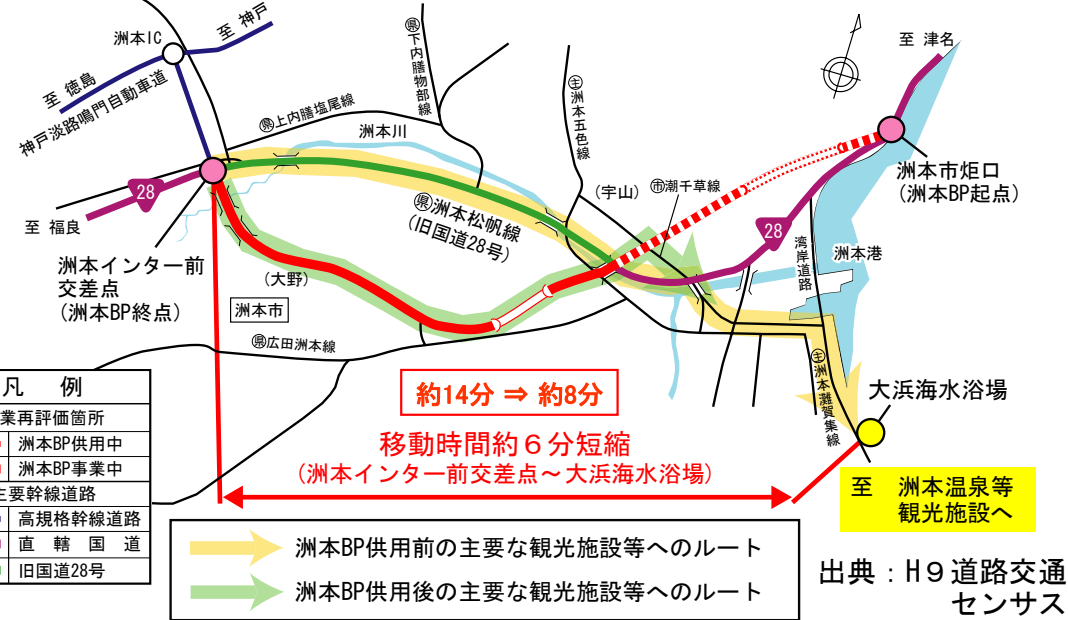 至 神戸
洲本IC
至 徳島
神戸淡路鳴門自動車道
㊩上内膳塩尾線
洲本川
下内膳物部線
洲本五色線
至 津名
28
至 福良
洲本松帆線
(旧国道28号)
(宇山)
潮千草線
洲本市炬口
(洲本BP起点)
28
湾岸道路
洲本港
洲本インター前
交差点
(洲本BP終点)
(大野)
洲本市
広田洲本線
洲本灘賀集線
大浜海水浴場
約14分 ⇒ 約8分
移動時間約6分短縮
(洲本インター前交差点～大浜海水浴場)
至 洲本温泉等
観光施設へ
凡 例
業再評価箇所
洲本BP供用中
洲本BP事業中
主要幹線道路
高規格幹線道路
直 轄 国 道
旧国道28号
洲本BP供用前の主要な観光施設等へのルート
洲本BP供用後の主要な観光施設等へのルート
出典：H9道路交通
センサス